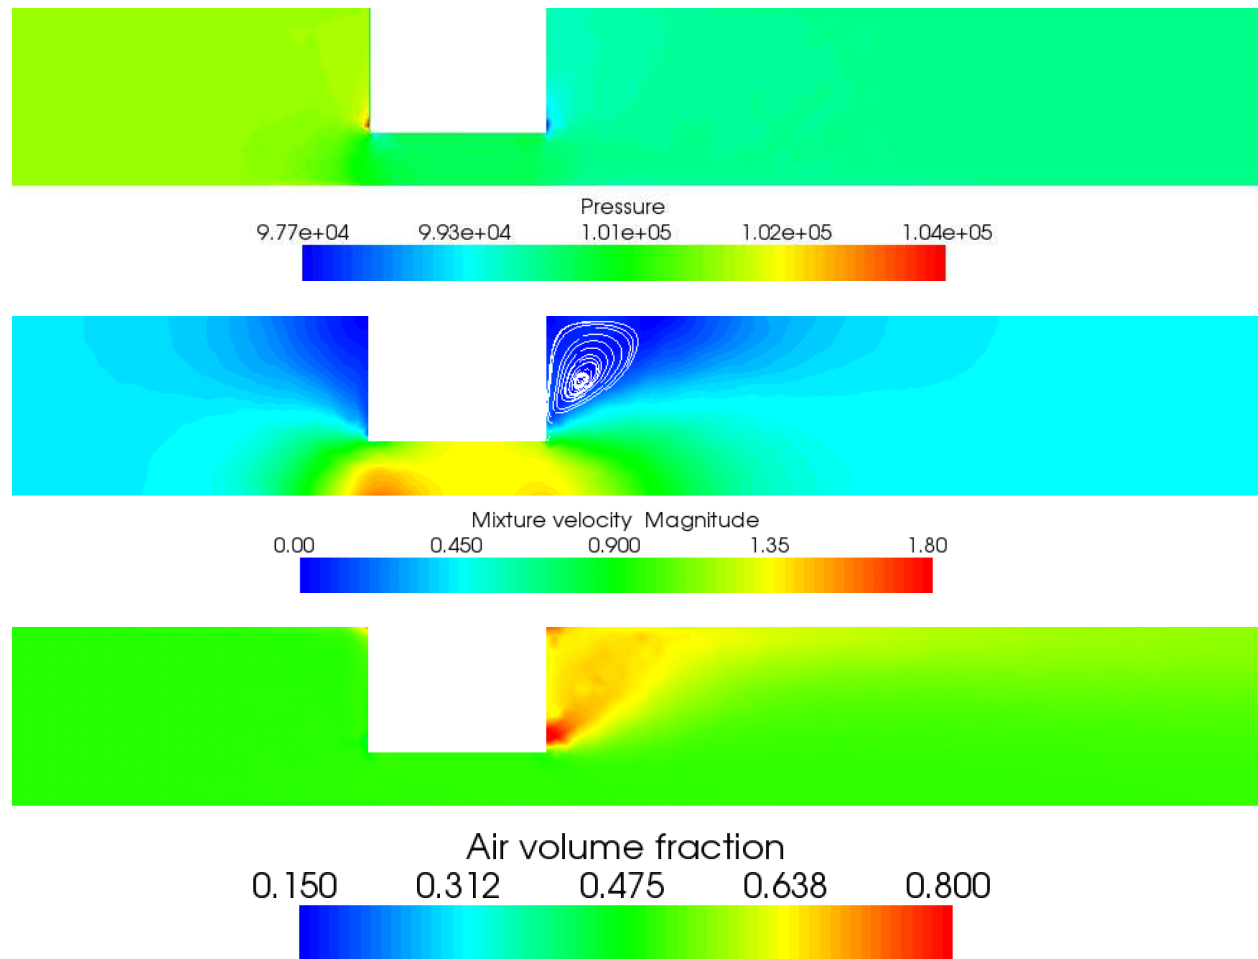 Pressure
9.77e+04 9.93e+04 1.01e+05 1.02e+05 1.04e+05
Mixture velocity Magnitude
0.00 0.450 0.900 1.35 1.80
Air volume fraction
0.150 0.312 0.475 0.638 0.800